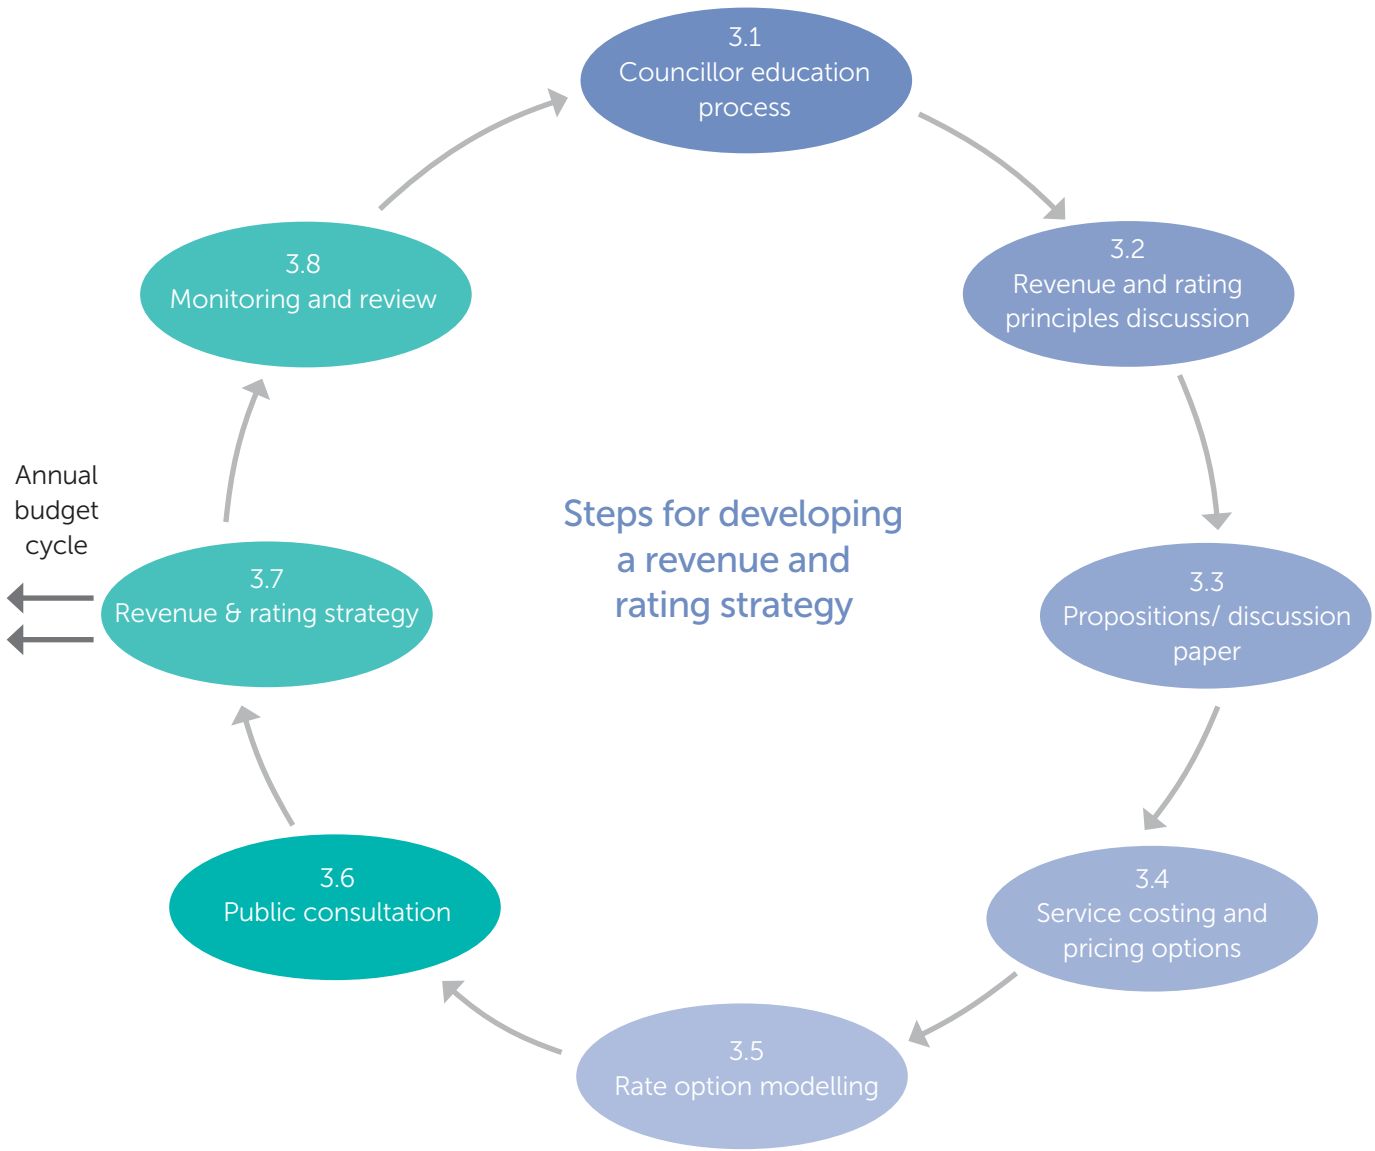 3.1
Councillor education
process
3.2
Revenue and rating
principles discussion
3.3
Propositions/ discussion
paper
3.4
Service costing and
pricing options
3.5
Rate option modelling
3.6
Public consultation
3.7
Revenue & rating strategy
Annual
budget
cycle
3.8
Monitoring and review
Steps for developing
a revenue and
rating strategy